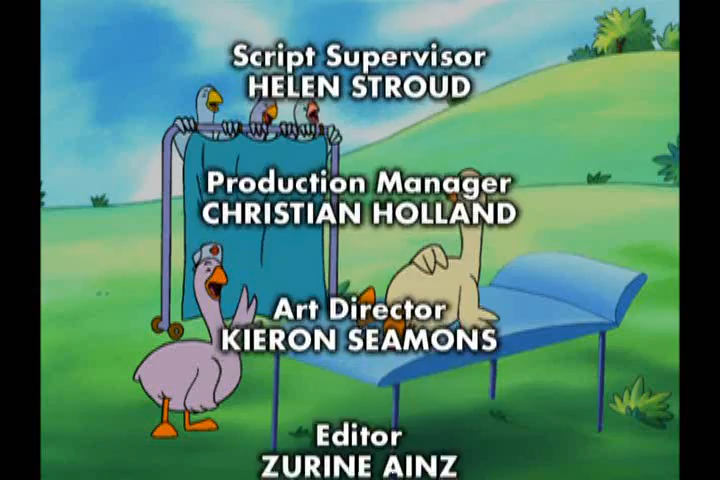 Script Supervisor
HELEN STROUD
Production Manager
CHRISTIAN HOLLAND
Art Director
KIERON SEAMONS
Editor
ZURINE AINZ